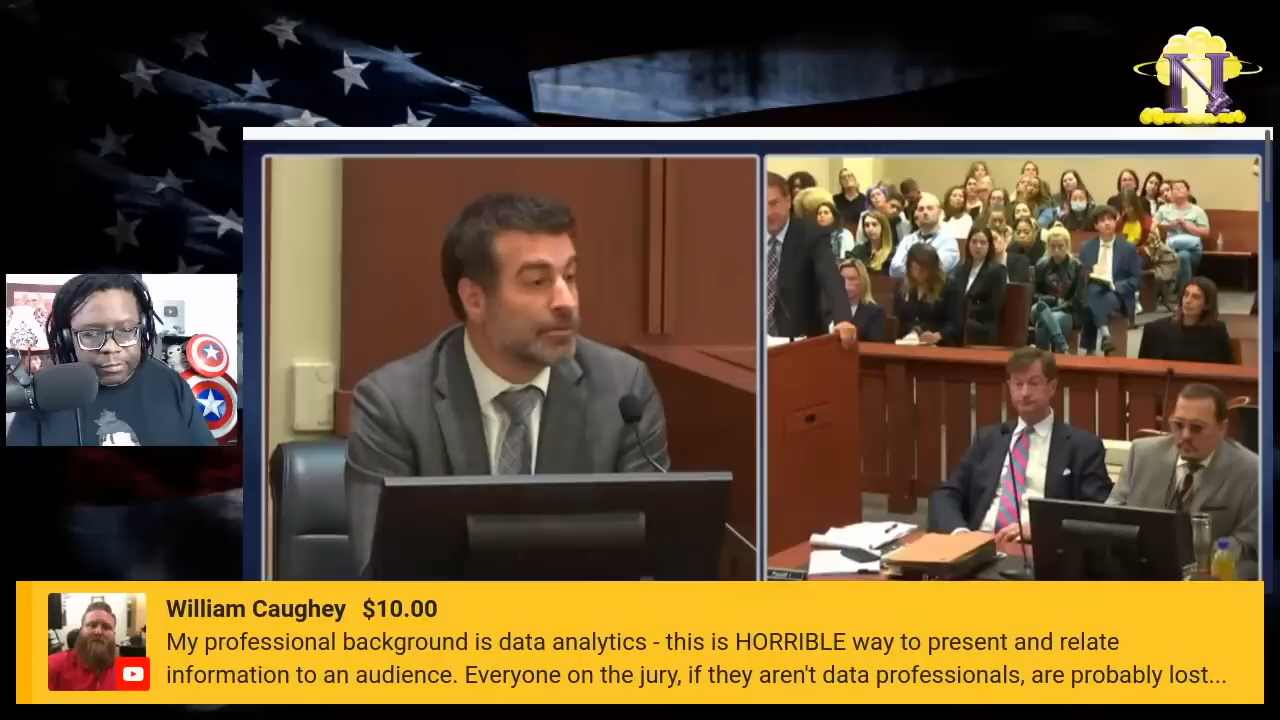 N
William Caughey $10.00
My professional background is data analytics - this is HORRIBLE way to present and relate
information to an audience. Everyone on the jury, if they aren't data professionals, are probably lost...